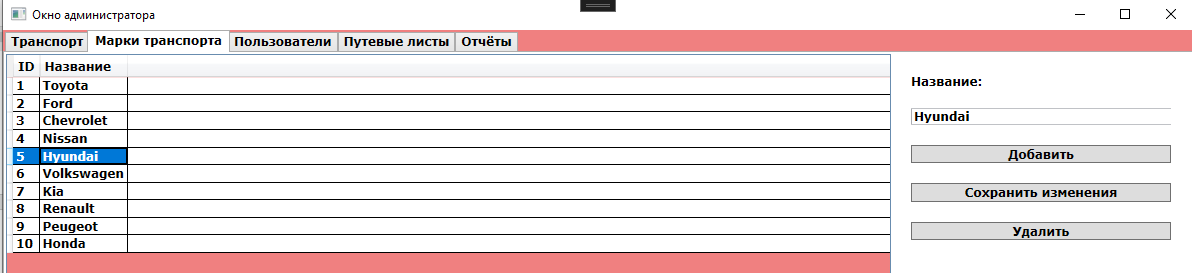 Окно администратора
Транспорт Марки транспорта Пользователи Путевые листы Отчёты
ID Название
1 Toyota
2 Ford
3 Chevrolet
4 Nissan
5 Hyundai
6 Volkswagen
7 Kia
8 Renault
9 Peugeot
10 Honda
Название:
Hyundai
Добавить
Сохранить изменения
Удалить